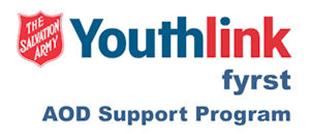 THE
SALVATION
ARMY
Youthlink
fyrst
AOD Support Program